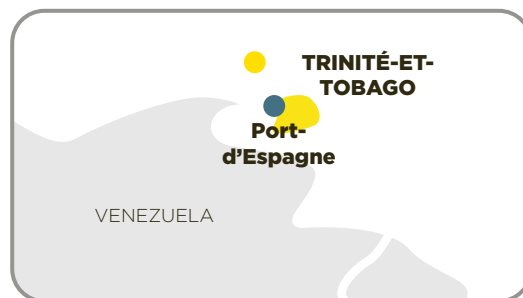 TRINITÉ-ET-
TOBAGO
Port-
d’Espagne
VENEZUELA